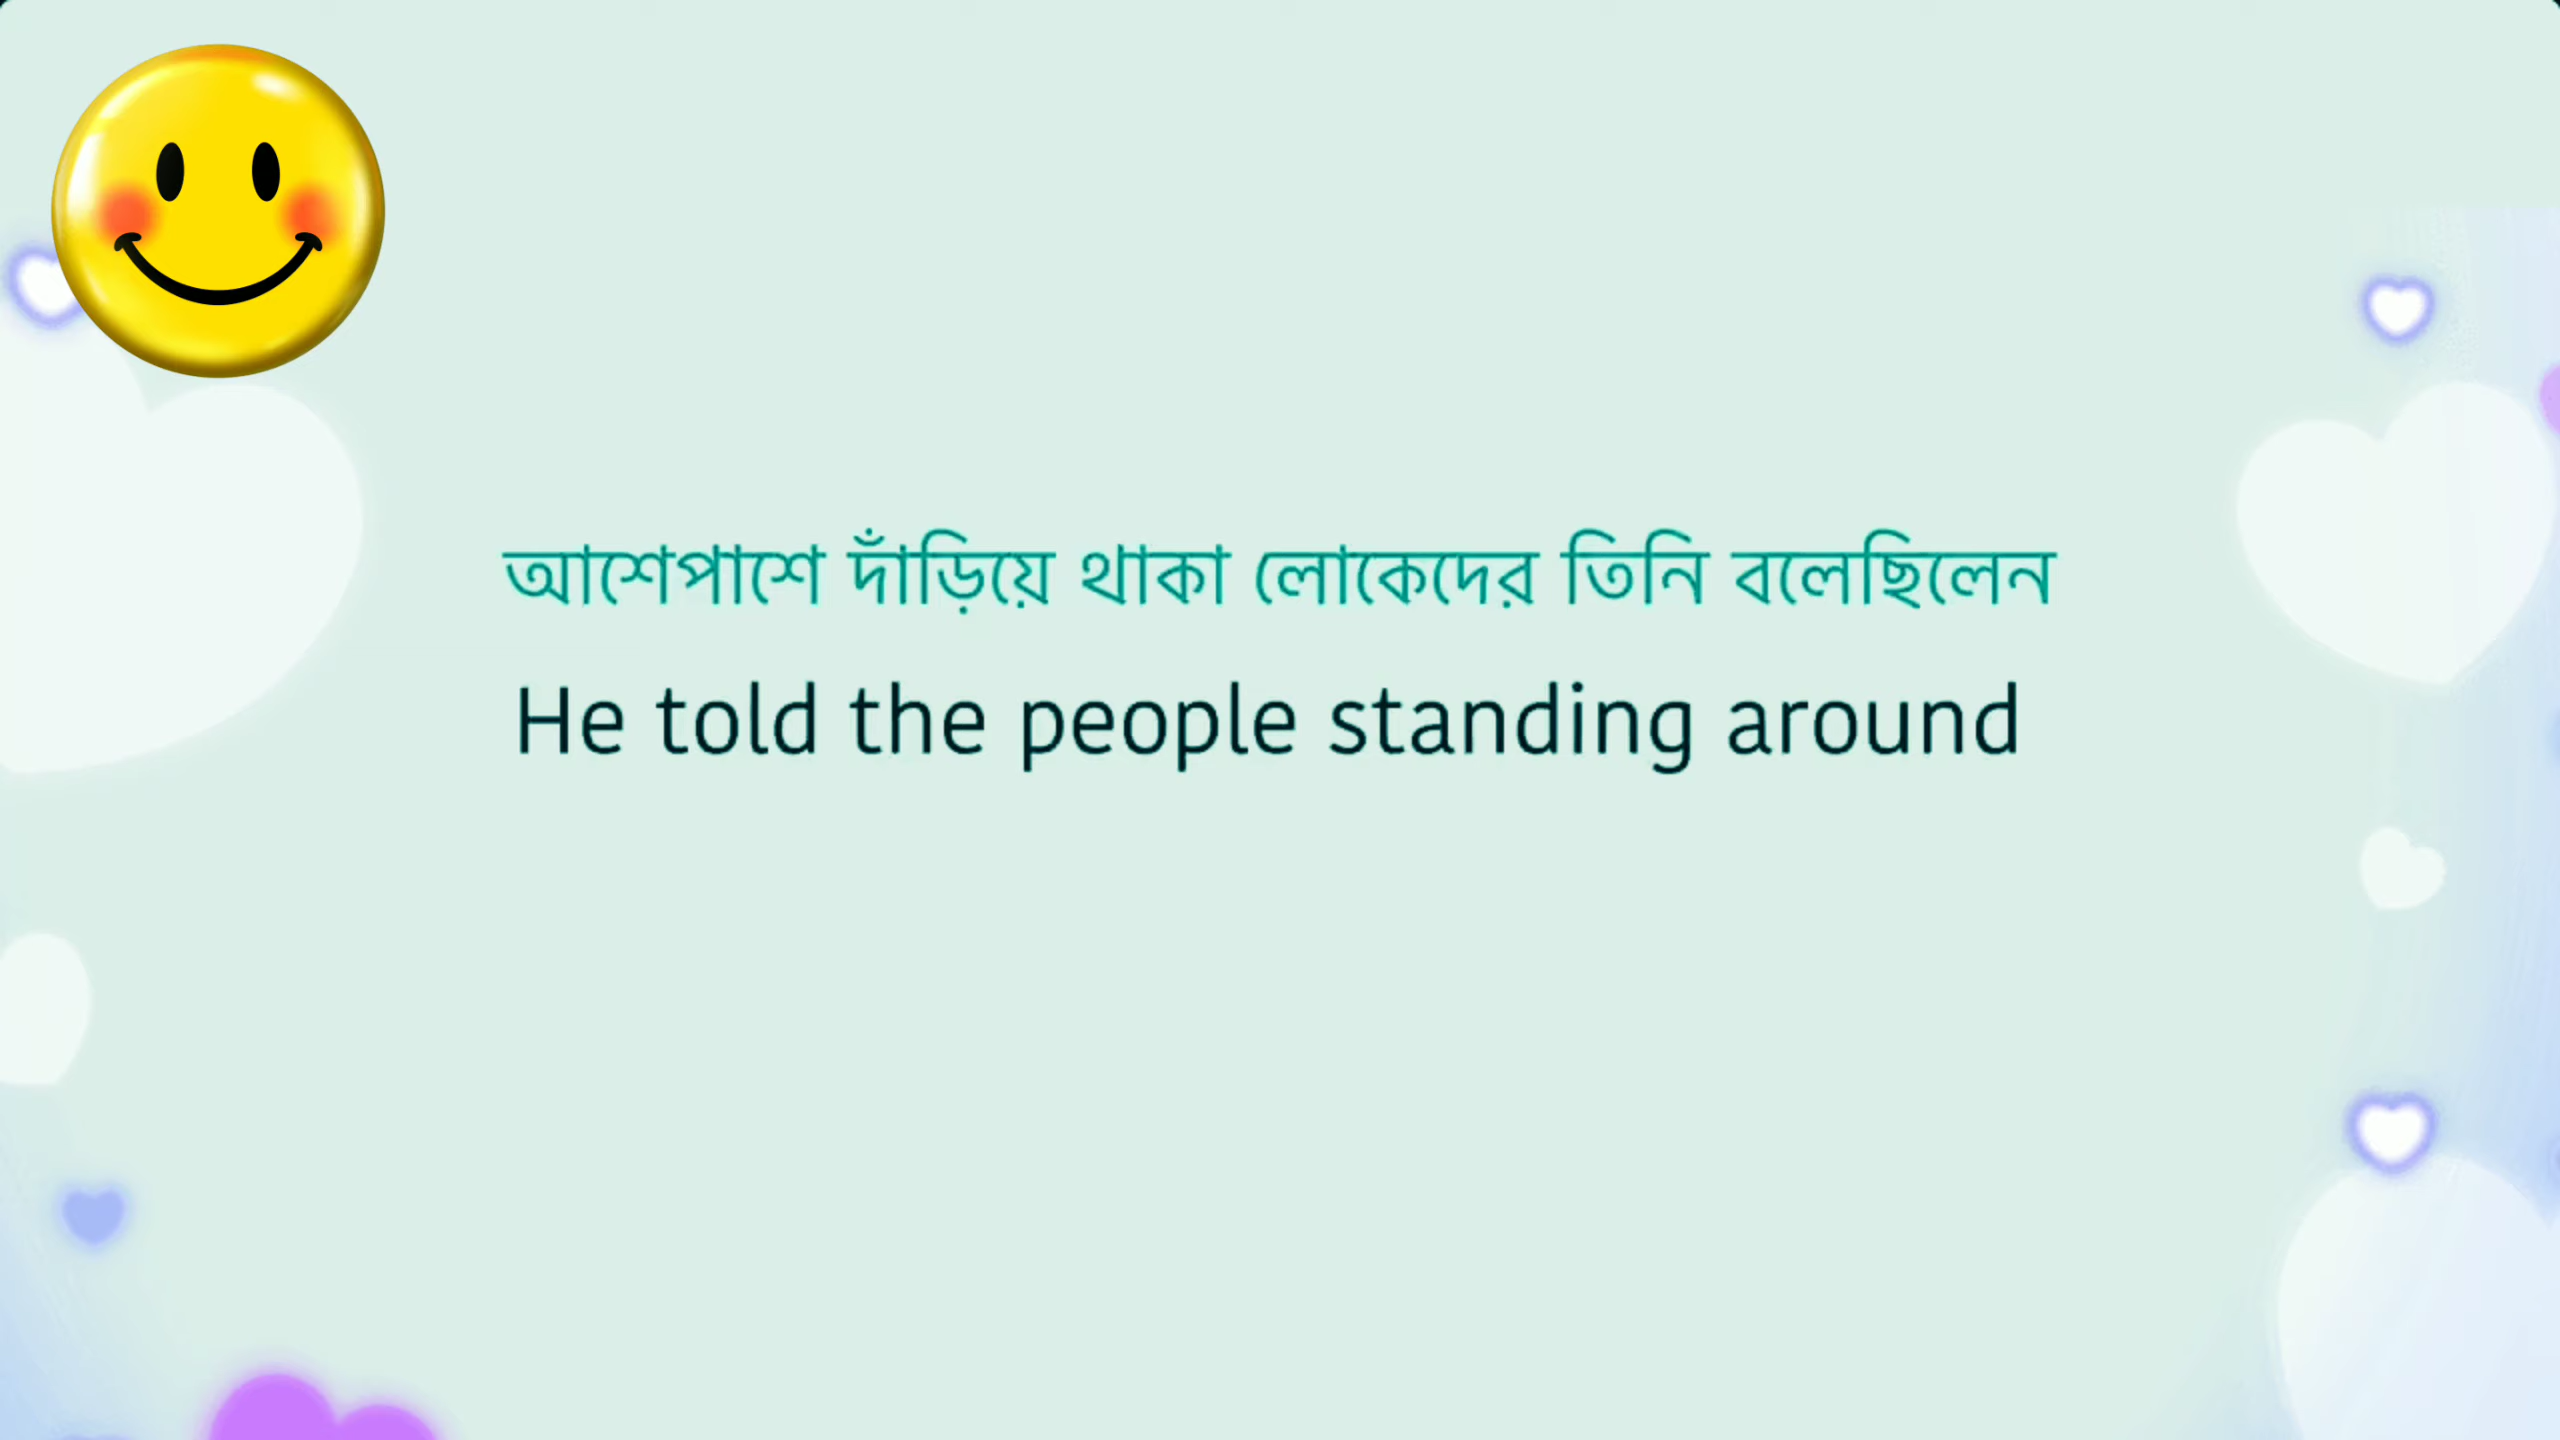 আশেপাশে দাঁড়িয়ে থাকা লোকেদের তিনি বলেছিলেন
He told the people standing around